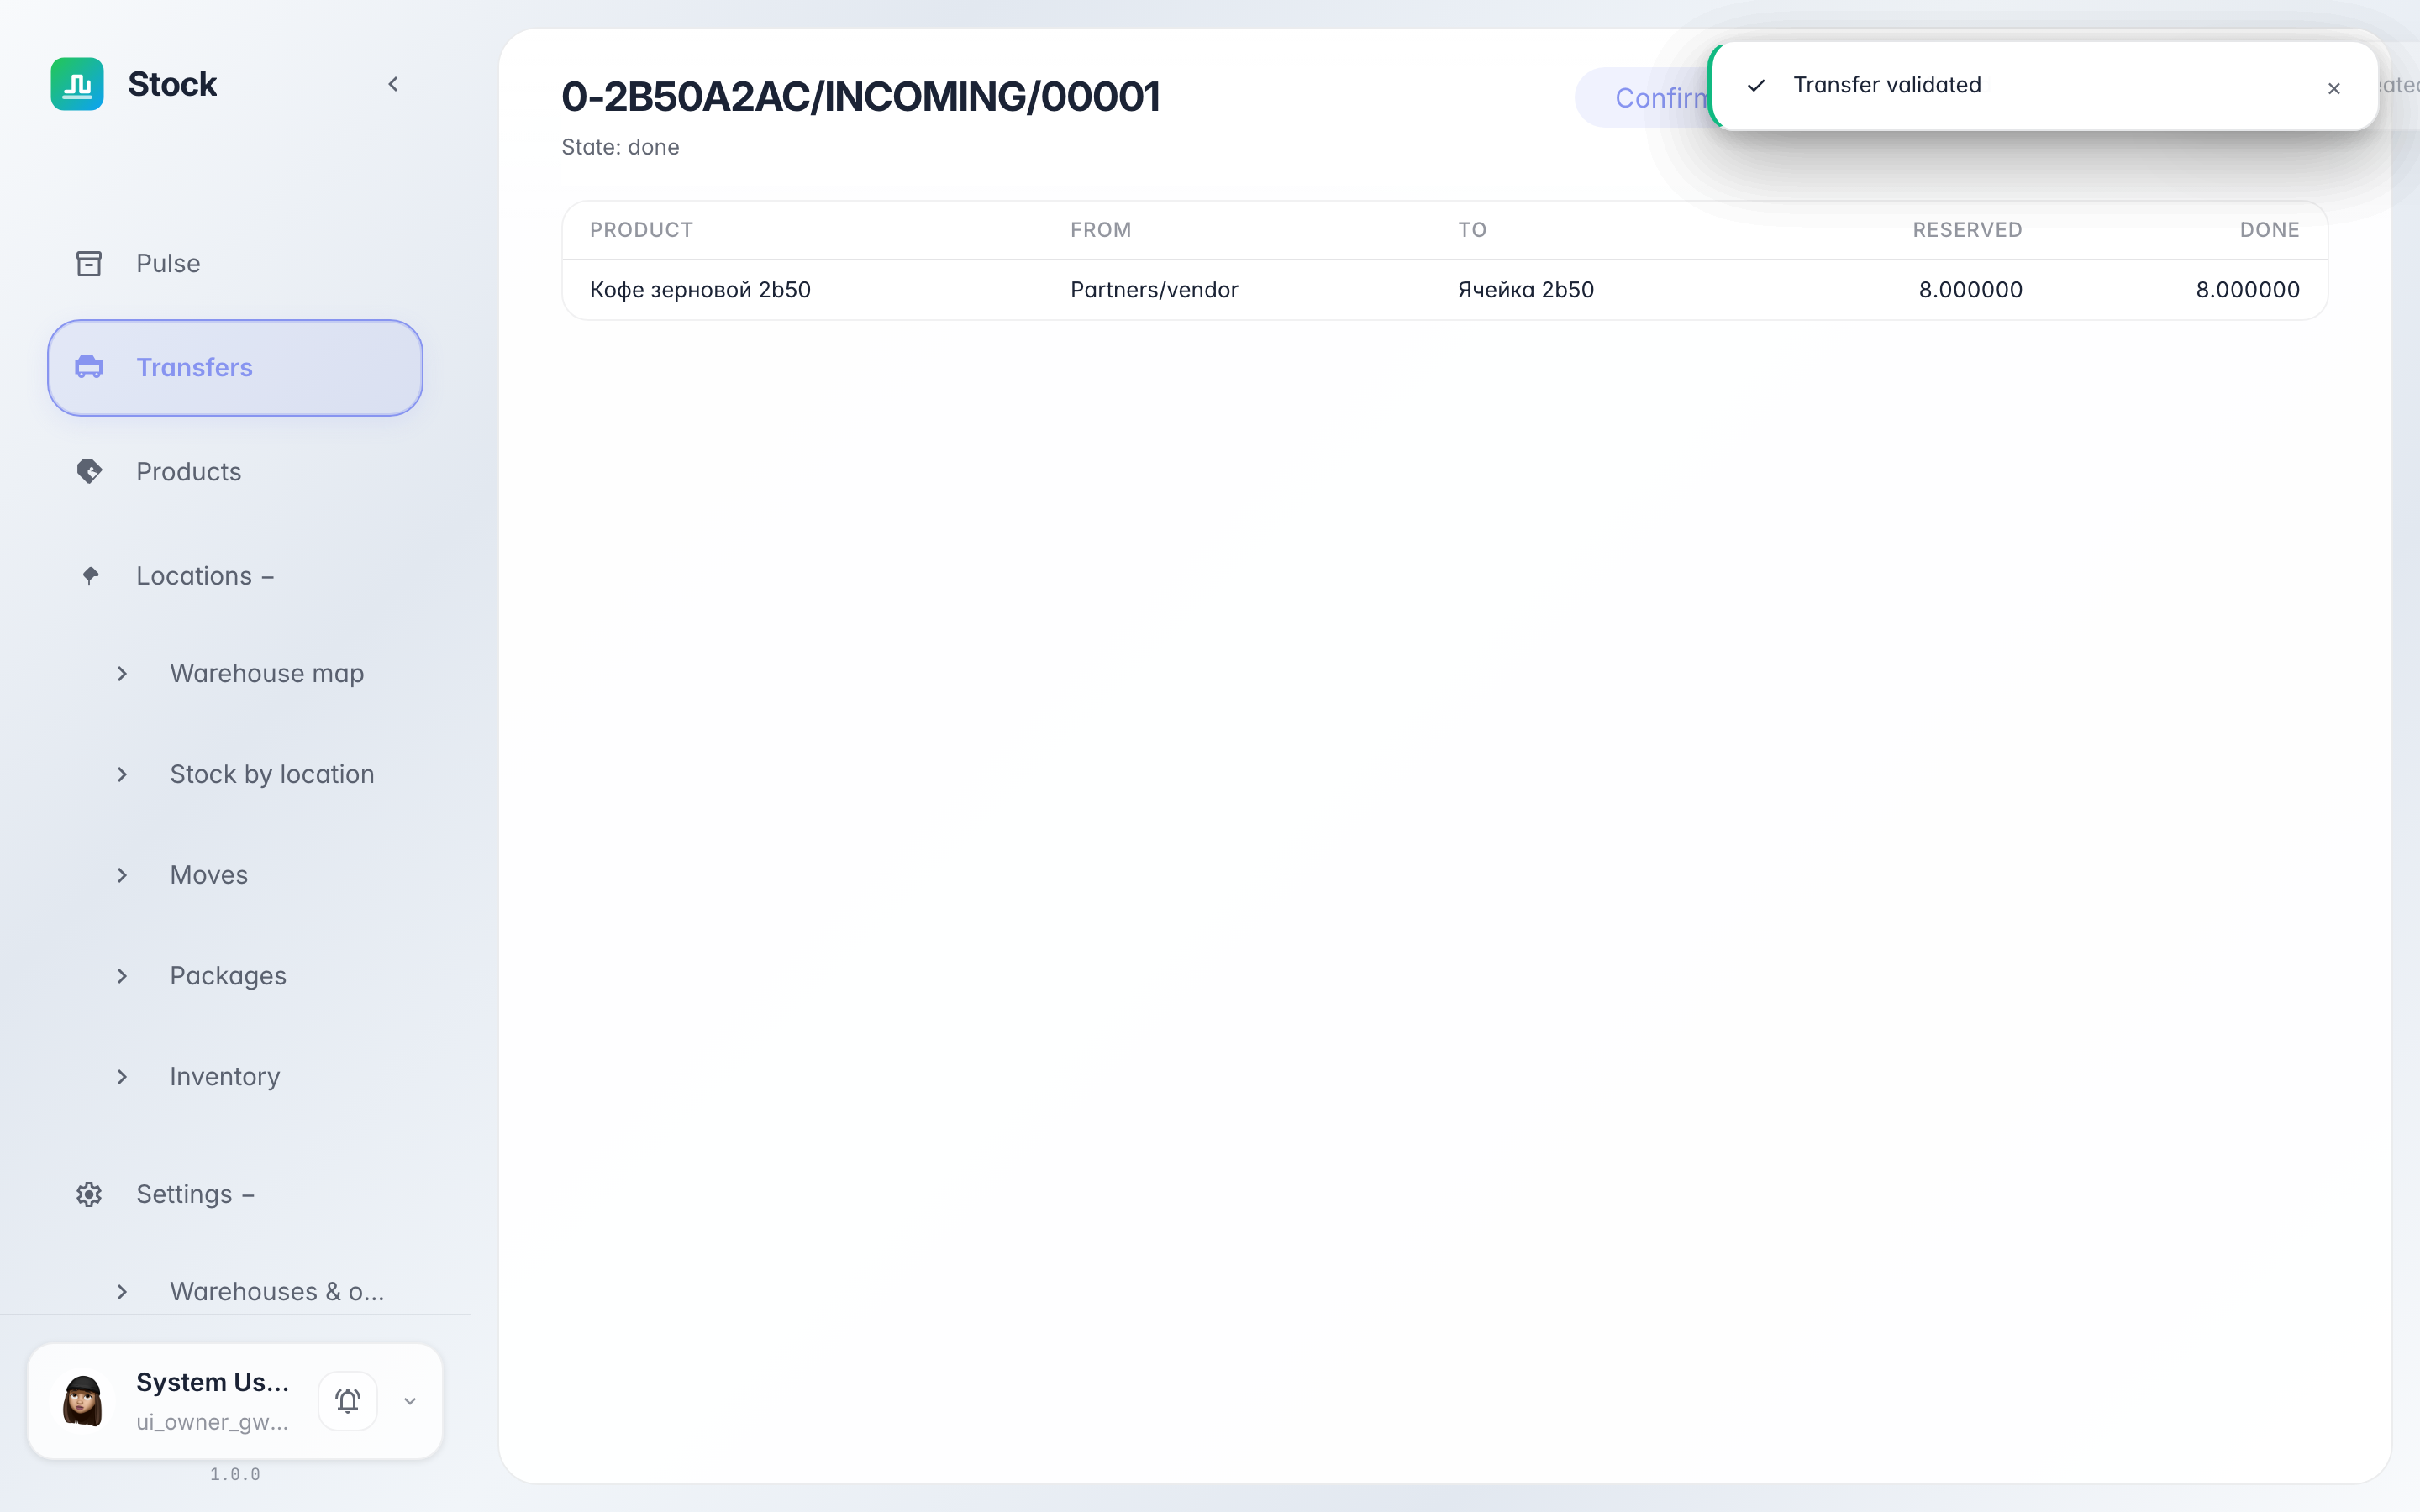 Stock
Pulse
Transfers
Products
Locations –
Warehouse map
Stock by location
Moves
Packages
Inventory
Settings –
Warehouses & o...
System Us...
ui_owner_gw...
1.0.0
0-2B50A2AC/INCOMING/00001
State: done
Transfer validated
PRODUCT FROM TO RESERVED DONE
Кофе зерновой 2b50 Partners/vendor Ячейка 2b50 8.000000 8.000000